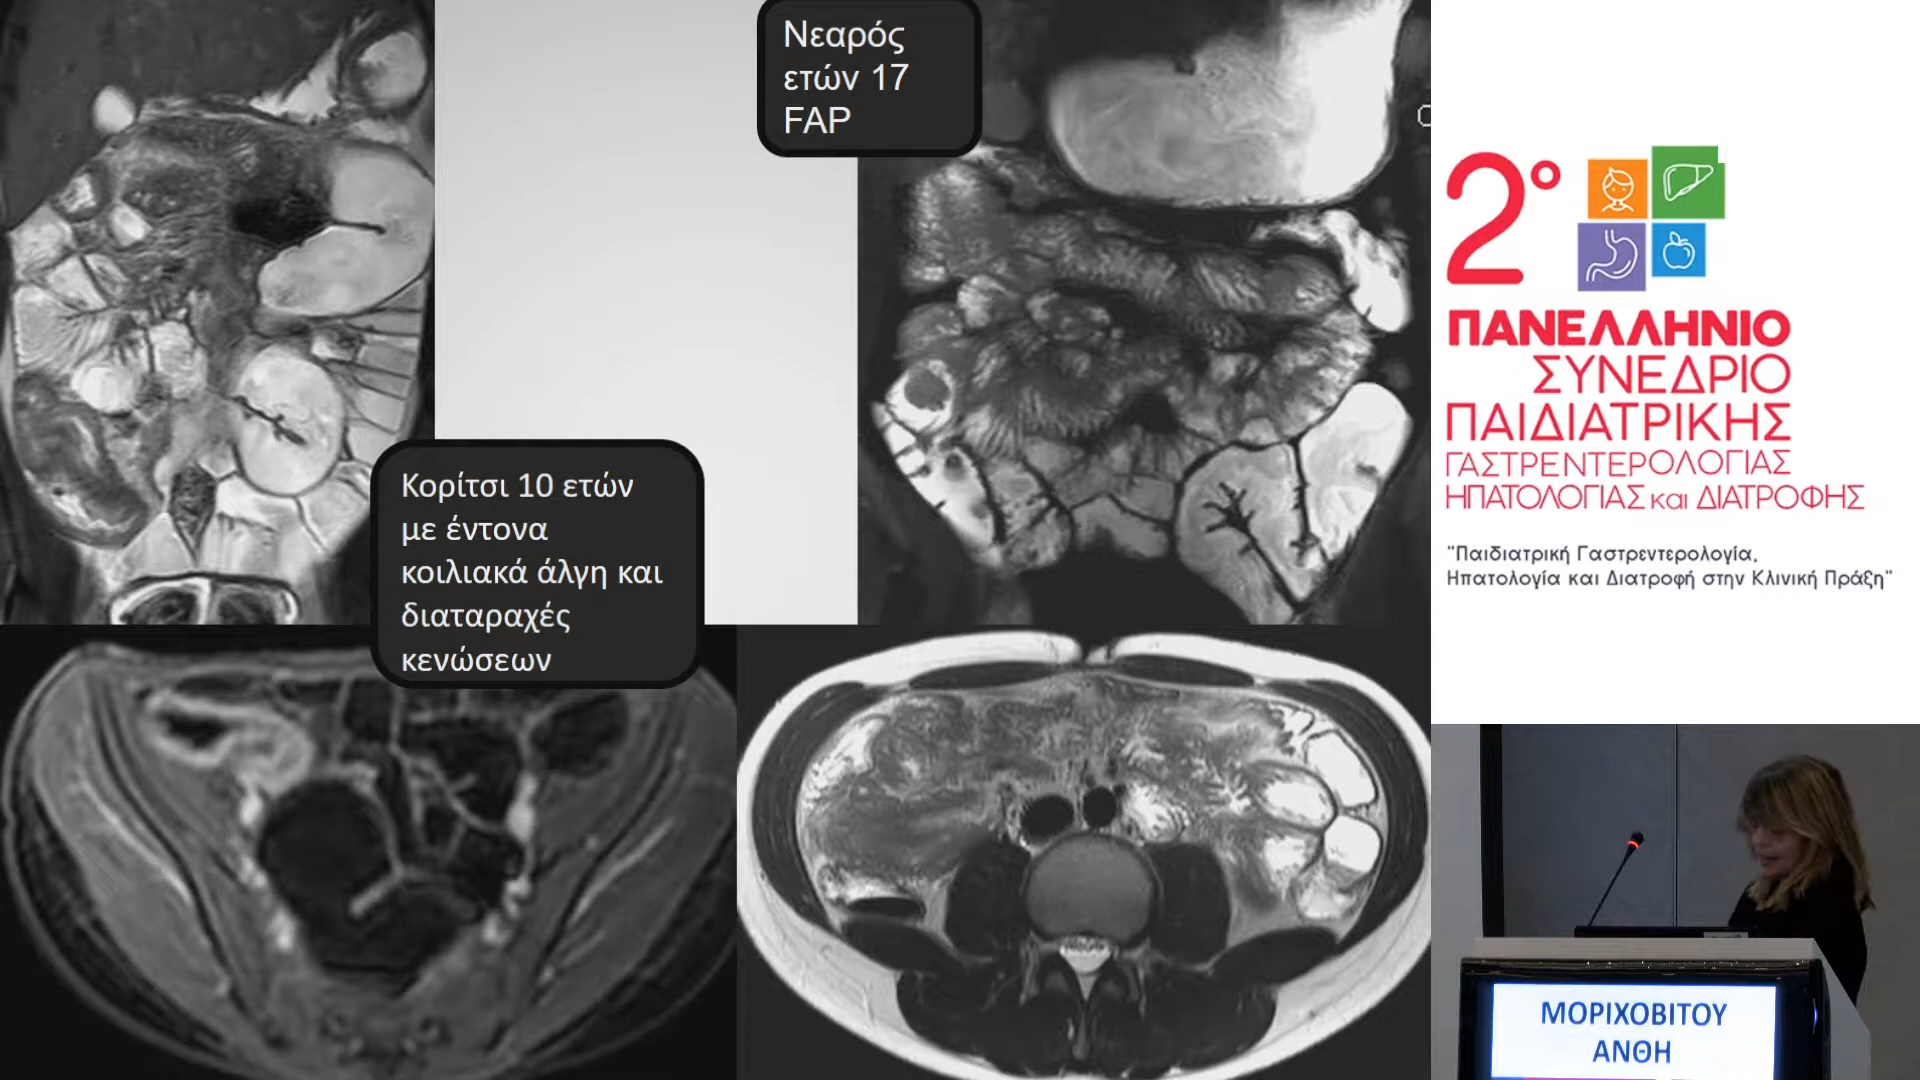 Νεαρός
ετών 17
FAP
Κορίτσι 10 ετών
με έντονα
κοιλιακά άλγη και
διαταραχές
κενώσεων
2°
ΠΑΝΕΛΛΗΝΙΟ
ΣΥΝΕΔΡΙΟ
ΠΑΙΔΙΑΤΡΙΚΗΣ
ΓΑΣΤΡΕΝΤΕΡΟΛΟΓΙΑΣ
ΗΠΑΤΟΛΟΓΙΑΣ και ΔΙΑΤΡΟΦΗΣ
"Παιδιατρική Γαστρεντερολογία,
Ηπατολογία και Διατροφή στην Κλινική Πράξη"
ΜΟΡΙΧΟΒΙΤΟΥ
ΑΝΘΗ